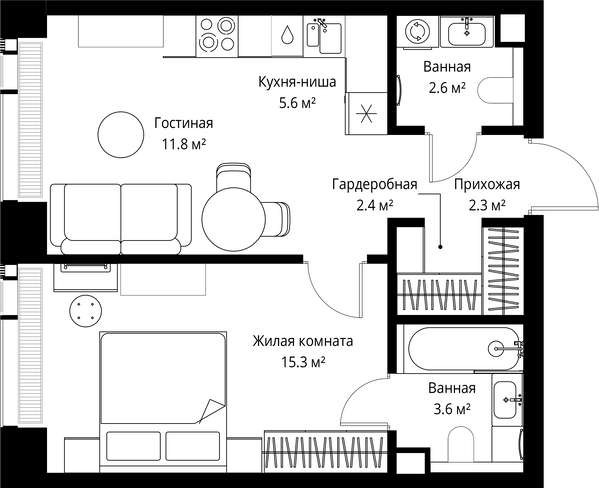 Кухня-ниша
5.6 м²
Ванная
2.6 м²
Гостиная
11.8 м²
Гардеробная
2.4 м²
Прихожая
2.3 м²
Жилая комната
15.3 м²
Ванная
3.6 м²